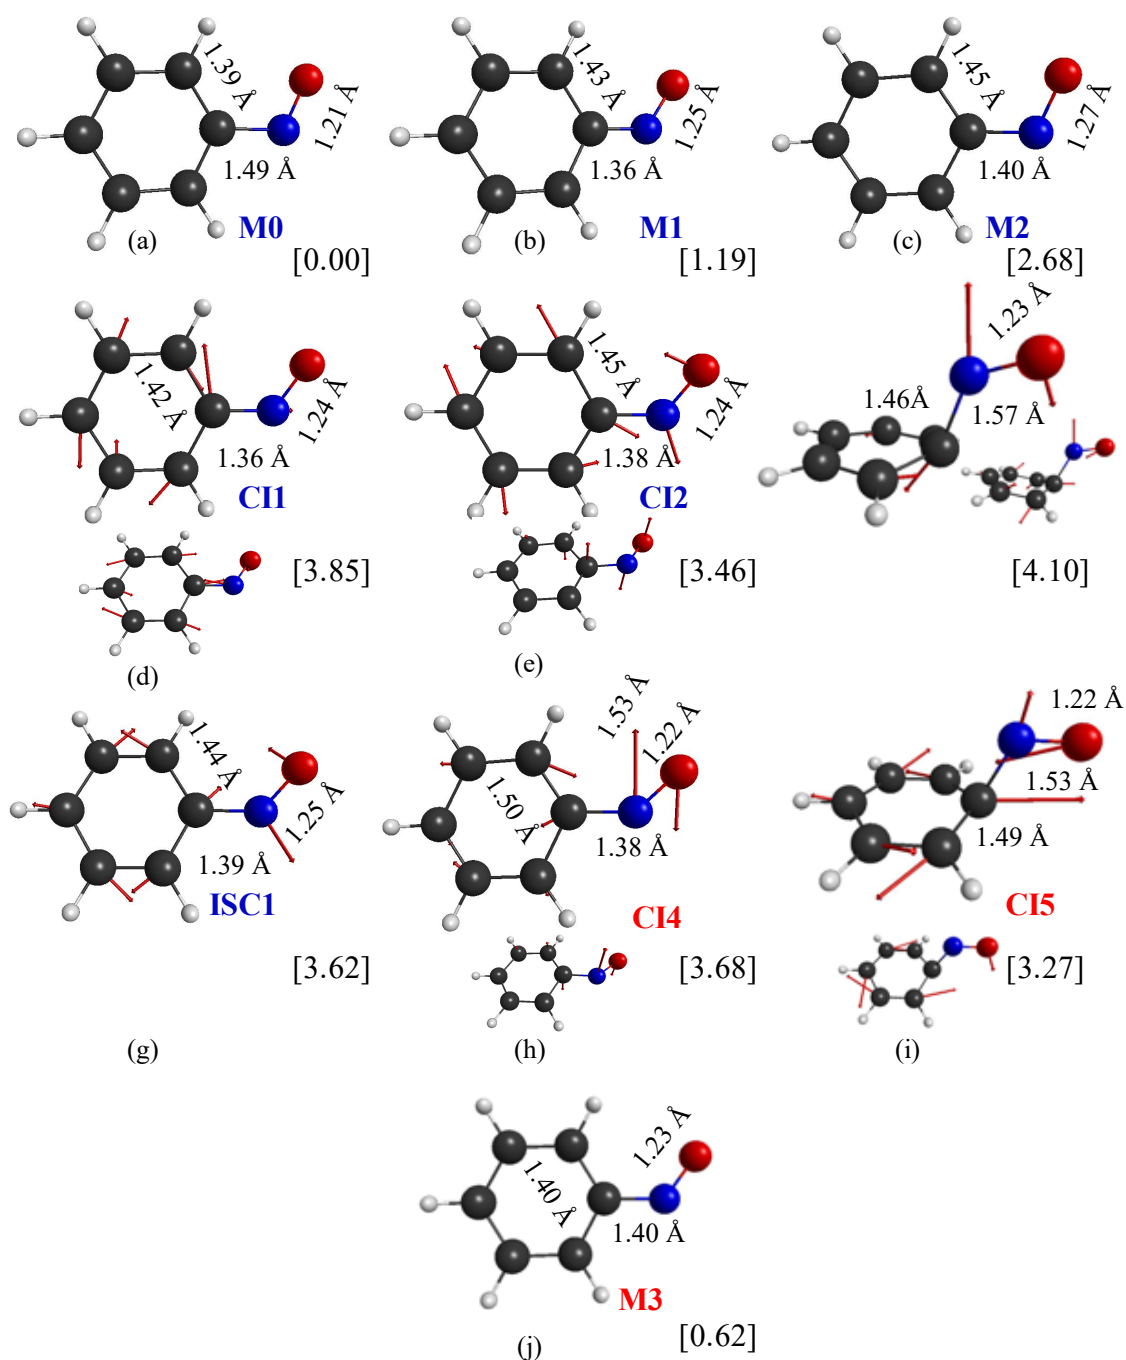 1.39 Å
1.21 Å
1.49 Å
M0
(a)
[0.00]
1.43 Å
1.25 Å
1.36 Å
M1
(b)
[1.19]
1.45 Å
1.27 Å
1.40 Å
M2
(c)
[2.68]
1.42 Å
1.24 Å
1.36 Å
CI1
[3.85]
(d)
1.45 Å
1.24 Å
1.38 Å
CI2
[3.46]
(e)
1.23 Å
1.46Å
1.57 Å
[4.10]
1.44 Å
1.25 Å
1.39 Å
ISC1
[3.62]
(g)
1.53 Å
1.22 Å
1.50 Å
1.38 Å
CI4
[3.68]
(h)
1.22 Å
1.53 Å
1.49 Å
CI5
[3.27]
(i)
1.23 Å
1.40 Å
1.40 Å
M3
[0.62]
(j)